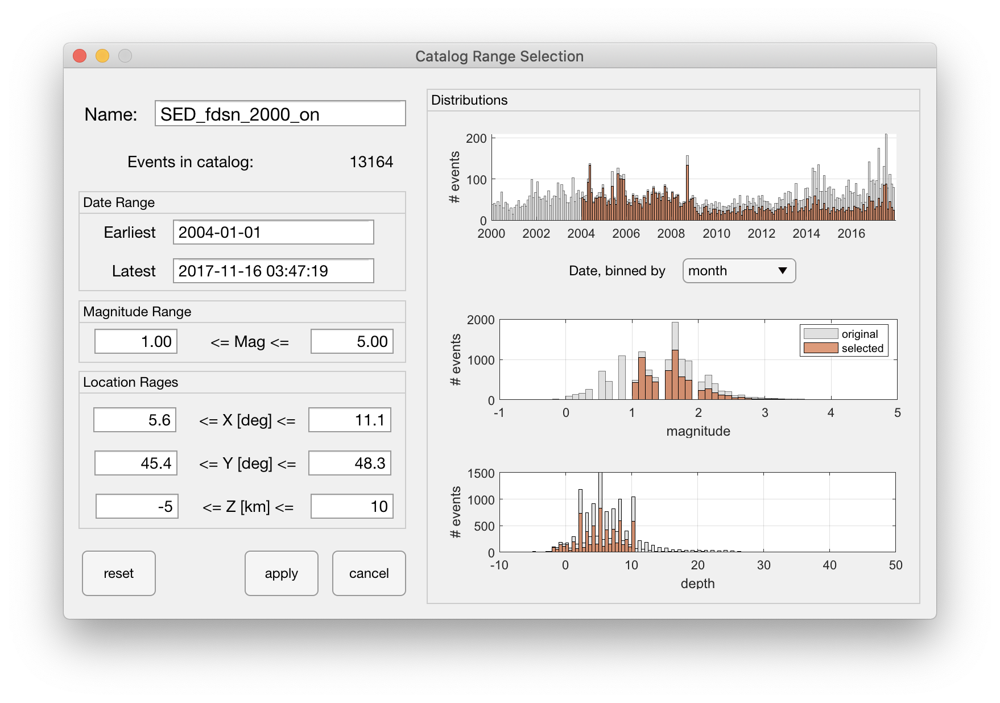 Catalog Range Selection
Name: SED_fdsn_2000_on
Events in catalog: 13164
Date Range
Earliest 2004-01-01
Latest 2017-11-16 03:47:19
Magnitude Range
1.00 <= Mag <= 5.00
Location Rages
5.6 <= X [deg] <= 11.1
45.4 <= Y [deg] <= 48.3
-5 <= Z [km] <= 10
reset apply cancel
Distributions
# events
200
100
0
2000 2002 2004 2006 2008 2010 2012 2014 2016
Date, binned by month
# events
2000
1000
0
original
selected
-1 0 1 2 3 4 5
magnitude
# events
1500
1000
500
0
-10 0 10 20 30 40 50
depth